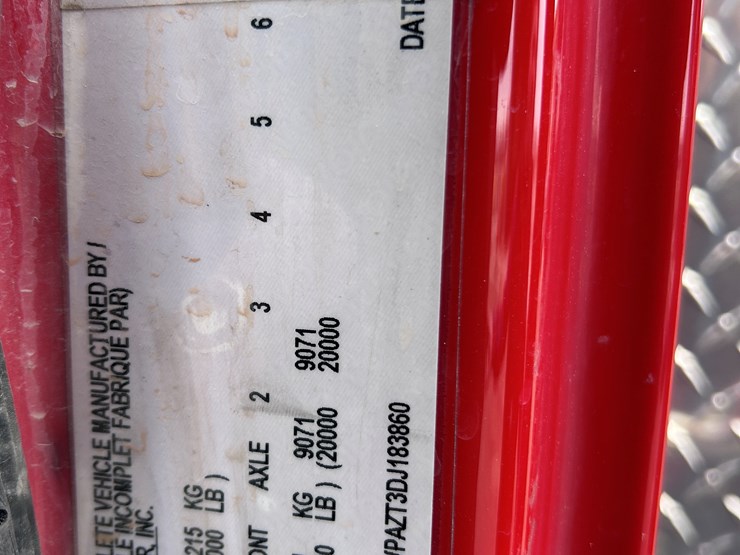 LETE VEHICLE MANUFACTURED BY /
LE INCOMPLET FABRIQUE PAR)
R, INC.
215 KG
000 LB )
ONT AXLE 2 3 4 5 6
KG 9071 9071
0 LB ) (20000 20000
PAZT3DJ183860 DATE